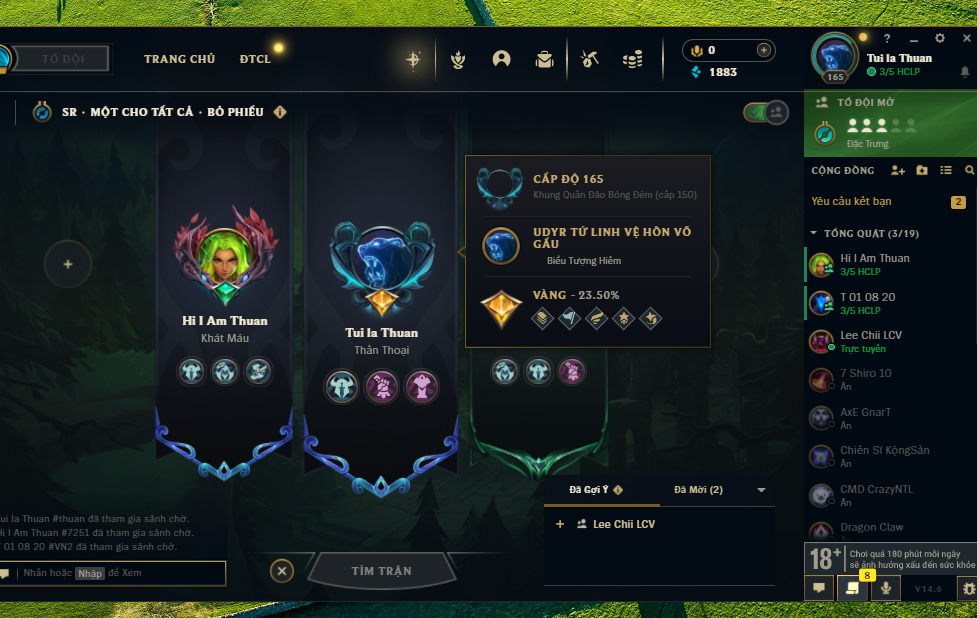 TỔ ĐỘI
TRANG CHỦ
ĐTCL
0
1883
165
Tui la Thuan
3/5 HCLP
SR · MỘT CHO TẤT CẢ · BỎ PHIẾU
TỔ ĐỘI MỞ
Đặc Trưng
CỘNG ĐỒNG
Yêu cầu kết bạn
2
TỔNG QUÁT (3/19)
Hi I Am Thuan
3/5 HCLP
T 01 08 20
3/5 HCLP
Lee Chii LCV
Trực tuyến
7 Shiro 10
Ẩn
AxE GnarT
Ẩn
Chiến Sĩ KộngSản
Ẩn
CMD CrazyNTL
Ẩn
Dragon Claw
Ẩn
CẤP ĐỘ 165
Khung Quần Đảo Bóng Đêm (cấp 150)
UDYR TỨ LINH VỆ HỒN VÕ
GẤU
Biểu Tượng Hiếm
VÀNG - 23.50%
Hi I Am Thuan
Khát Máu
Tui la Thuan
Thần Thoại
Đã Gợi Ý
Đã Mời (2)
Lee Chii LCV
Tui la Thuan #thuan đã tham gia sảnh chờ.
Hi I Am Thuan #7251 đã tham gia sảnh chờ.
T 01 08 20 #VN2 đã tham gia sảnh chờ.
Nhấn hoặc Nhập để Xem
TÌM TRẬN
18+
Chơi quá 180 phút mỗi ngày
sẽ ảnh hưởng xấu đến sức khỏe
8
V14.6